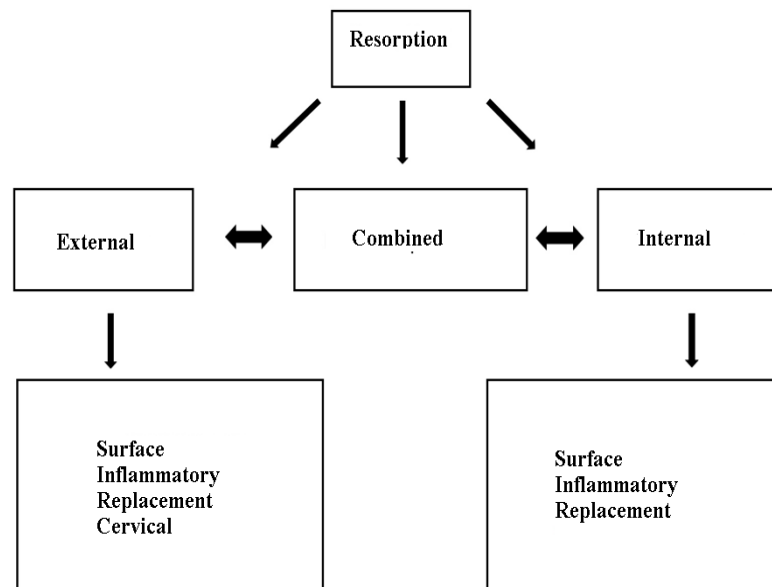 Resorption
External
Combined
Internal
Surface
Inflammatory
Replacement
Cervical
Surface
Inflammatory
Replacement